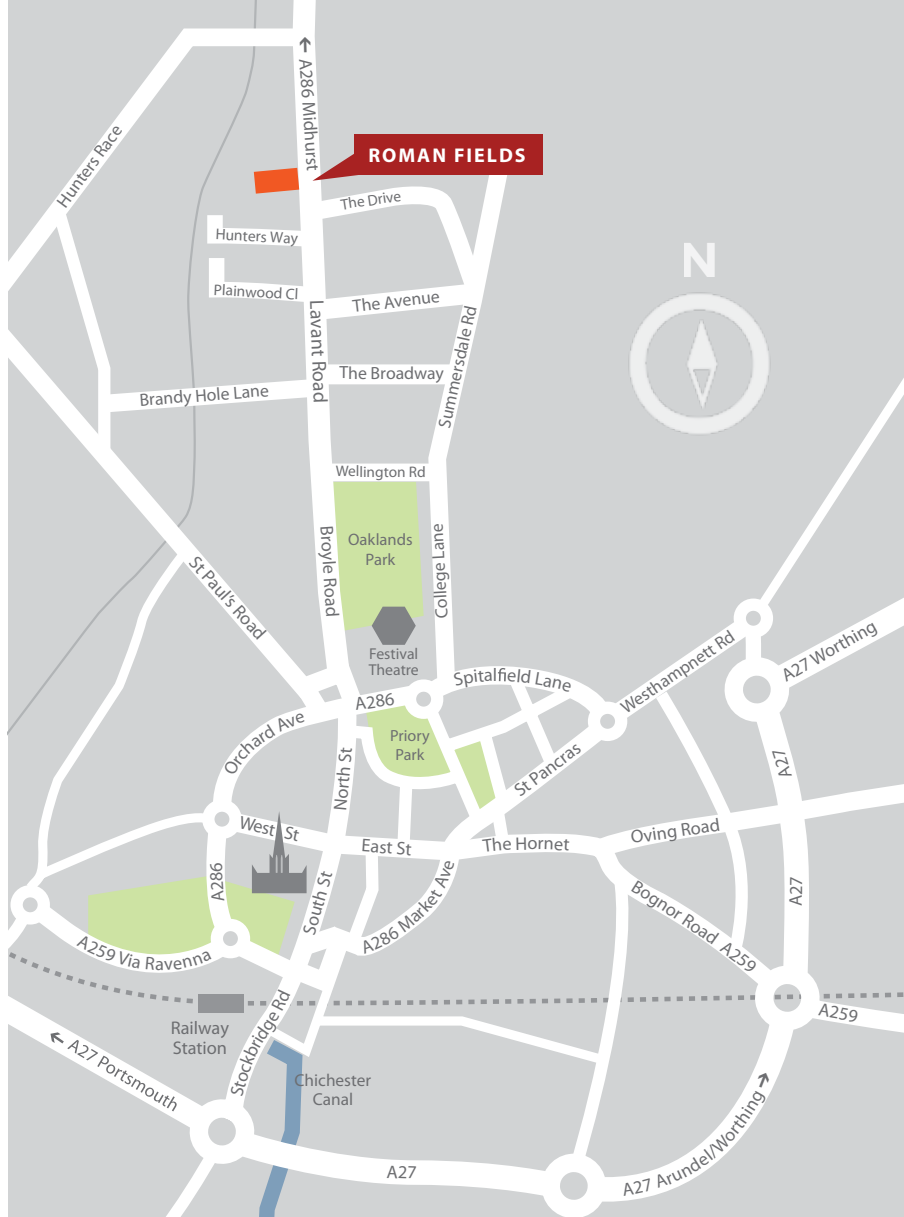 A286 Midhurst
Hunters Race
ROMAN FIELDS
The Drive
Hunters Way
N
Plainwood Cl
The Avenue
Lavant Road
Summersdale Rd
The Broadway
Brandy Hole Lane
Wellington Rd
Oaklands
Park
Broyle Road
College Lane
St Paul's Road
Festival
Theatre
Spitalfield Lane
Westhampnett Rd
A27 Worthing
A286
Orchard Ave
Priory
Park
North St
St Pancras
A27
West St
East St
The Hornet
Oving Road
A286
South St
A286 Market Ave
Bognor Road
A259
A27
A259 Via Ravenna
A259
Railway
Station
Stockbridge Rd
A27 Portsmouth
Chichester
Canal
A27
A27 Arundel/Worthing